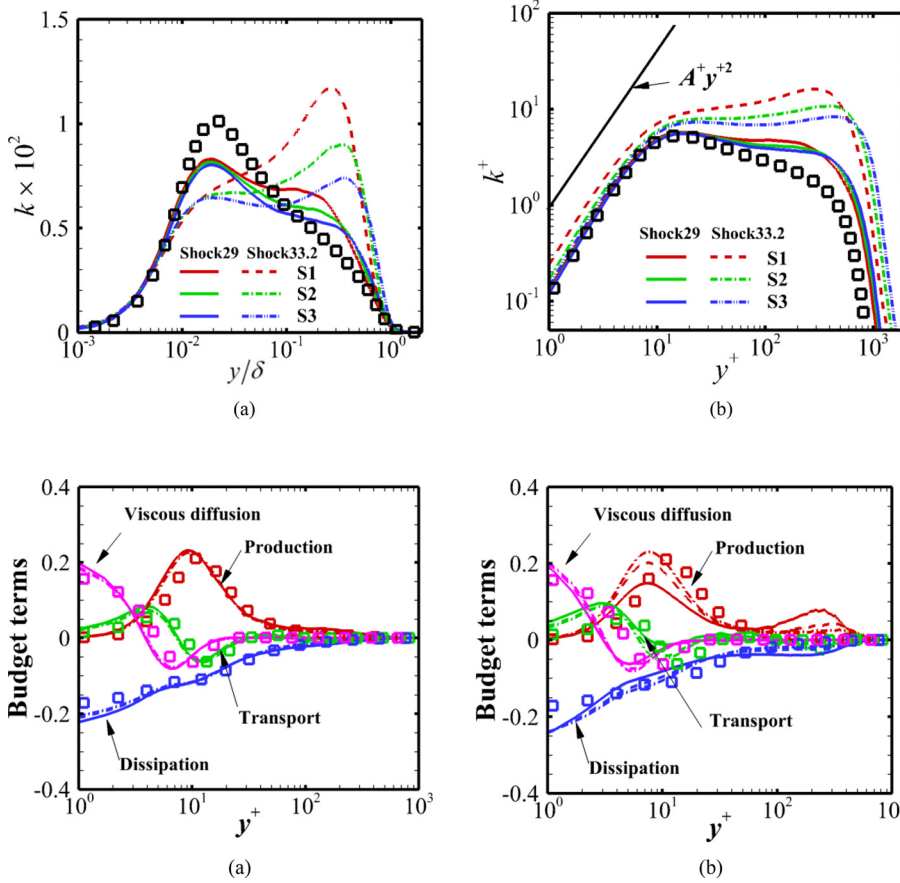 1.5
1
0.5
0
k × 10²
10⁻³
10⁻²
10⁻¹
10⁰
y/δ
Shock29 Shock33.2
S1
S2
S3
(a)
10²
10¹
10⁰
10⁻¹
k⁺
A⁺y⁺²
Shock29 Shock33.2
S1
S2
S3
10⁰
10¹
10²
10³
y⁺
(b)
0.4
0.2
0
-0.2
-0.4
Budget terms
Viscous diffusion
Production
Transport
Dissipation
10⁰
10¹
10²
10³
y⁺
(a)
0.4
0.2
0
-0.2
-0.4
Budget terms
Viscous diffusion
Production
Transport
Dissipation
10⁰
10¹
10²
10
y⁺
(b)